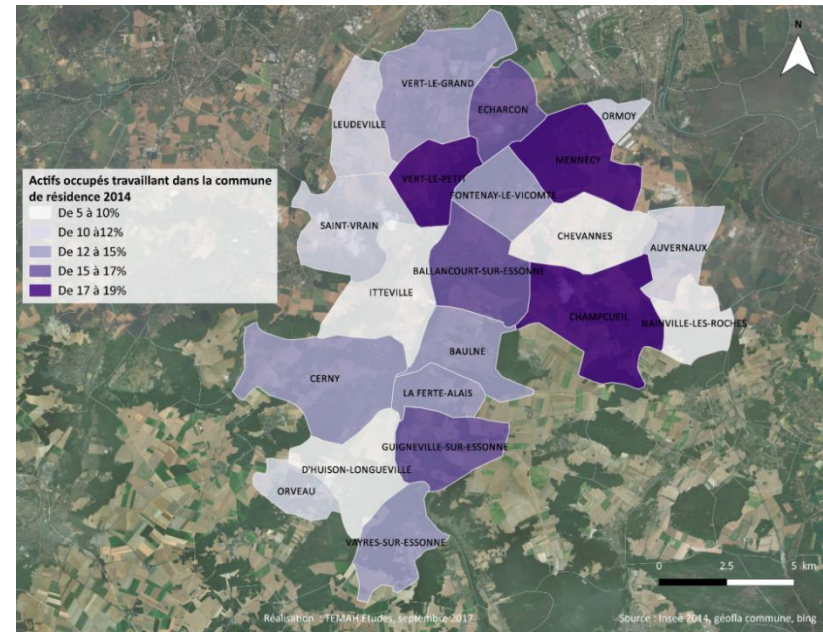 N
VERT-LE-GRAND
ECHARCON
ORMOY
LEUDEVILLE
MENNECY
Actifs occupés travaillant dans la commune
de résidence 2014
De 5 à 10%
De 10 à12%
De 12 à 15%
De 15 à 17%
De 17 à 19%
VERT-LE-PETIT
FONTENAY-LE-VICOMTE
SAINT-VRAIN
CHEVANNES
AUVERNAUX
BALLANCOURT-SUR-ESSONNE
ITTEVILLE
CHAMPCUEIL
NAINVILLE-LES-ROCHES
BAULNE
CERNY
LA FERTE-ALAIS
GUIGNEVILLE-SUR-ESSONNE
D'HUISON-LONGUEVILLE
ORVEAU
VAYRES-SUR-ESSONNE
0 2.5 5 km
Réalisation : TEMAH Etudes, septembre 2017
Source : Insee 2014, géofla commune, bing